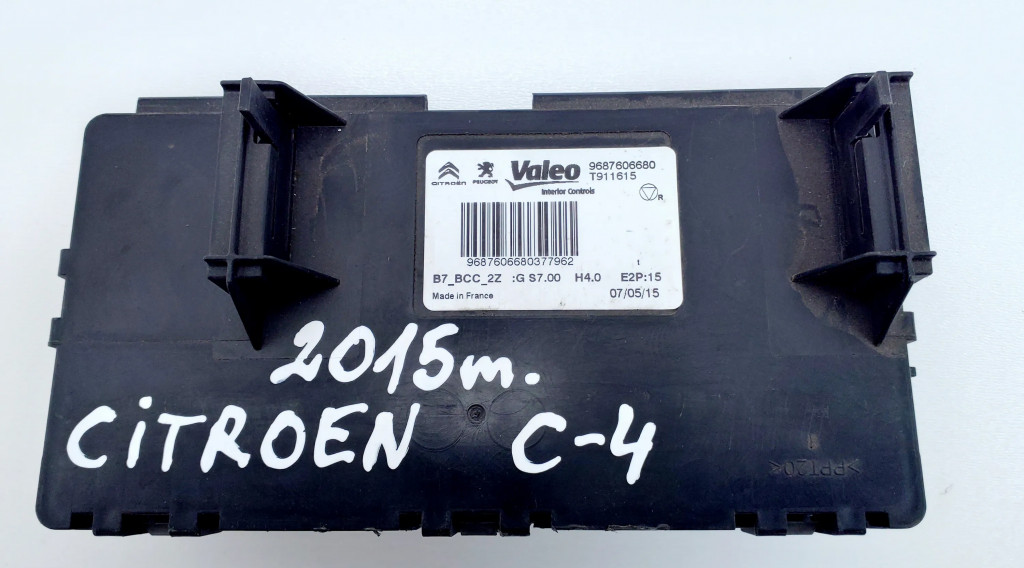 CITROËN PEUGEOT Valeo 9687606680
T911615
Interior Controls
R
9687606680377962
t
B7_BCC_2Z :G S7.00 H4.0 E2P:15
Made in France 07/05/15
2015m.
CiTROEN C-4
>PPT20<